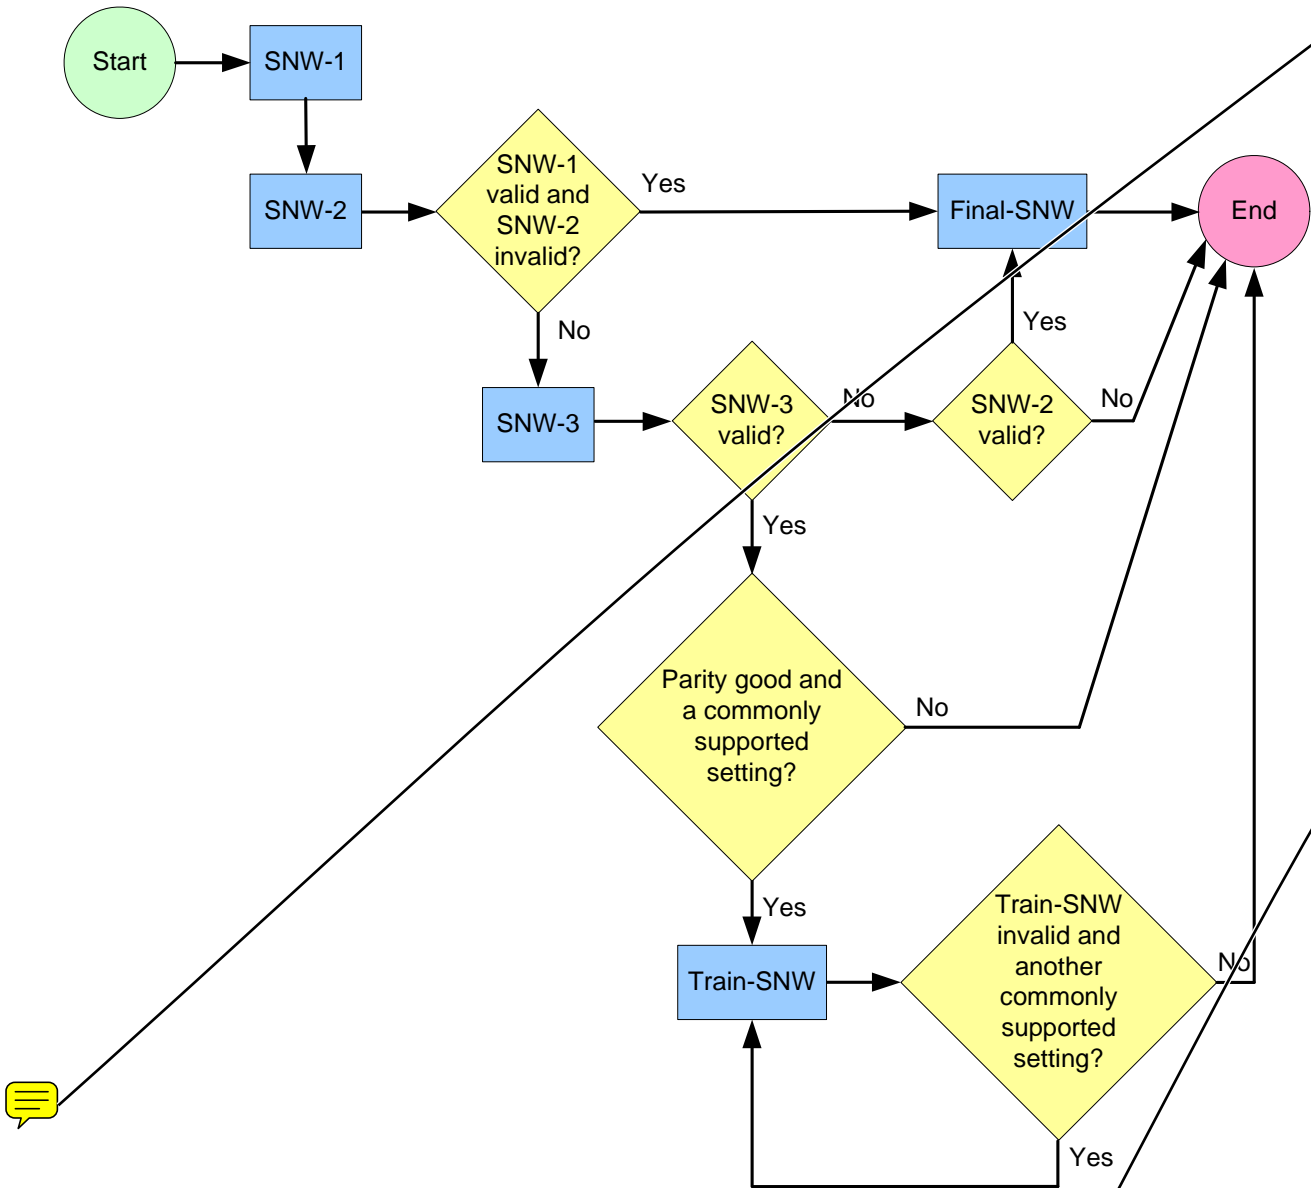 Start
SNW-1
SNW-2
SNW-1
valid and
SNW-2
invalid?
Yes
Final-SNW
End
No
Yes
SNW-3
SNW-3
valid?
No
SNW-2
valid?
No
Yes
Parity good and
a commonly
supported
setting?
No
Yes
Train-SNW
Train-SNW
invalid and
another
commonly
supported
setting?
No
Yes